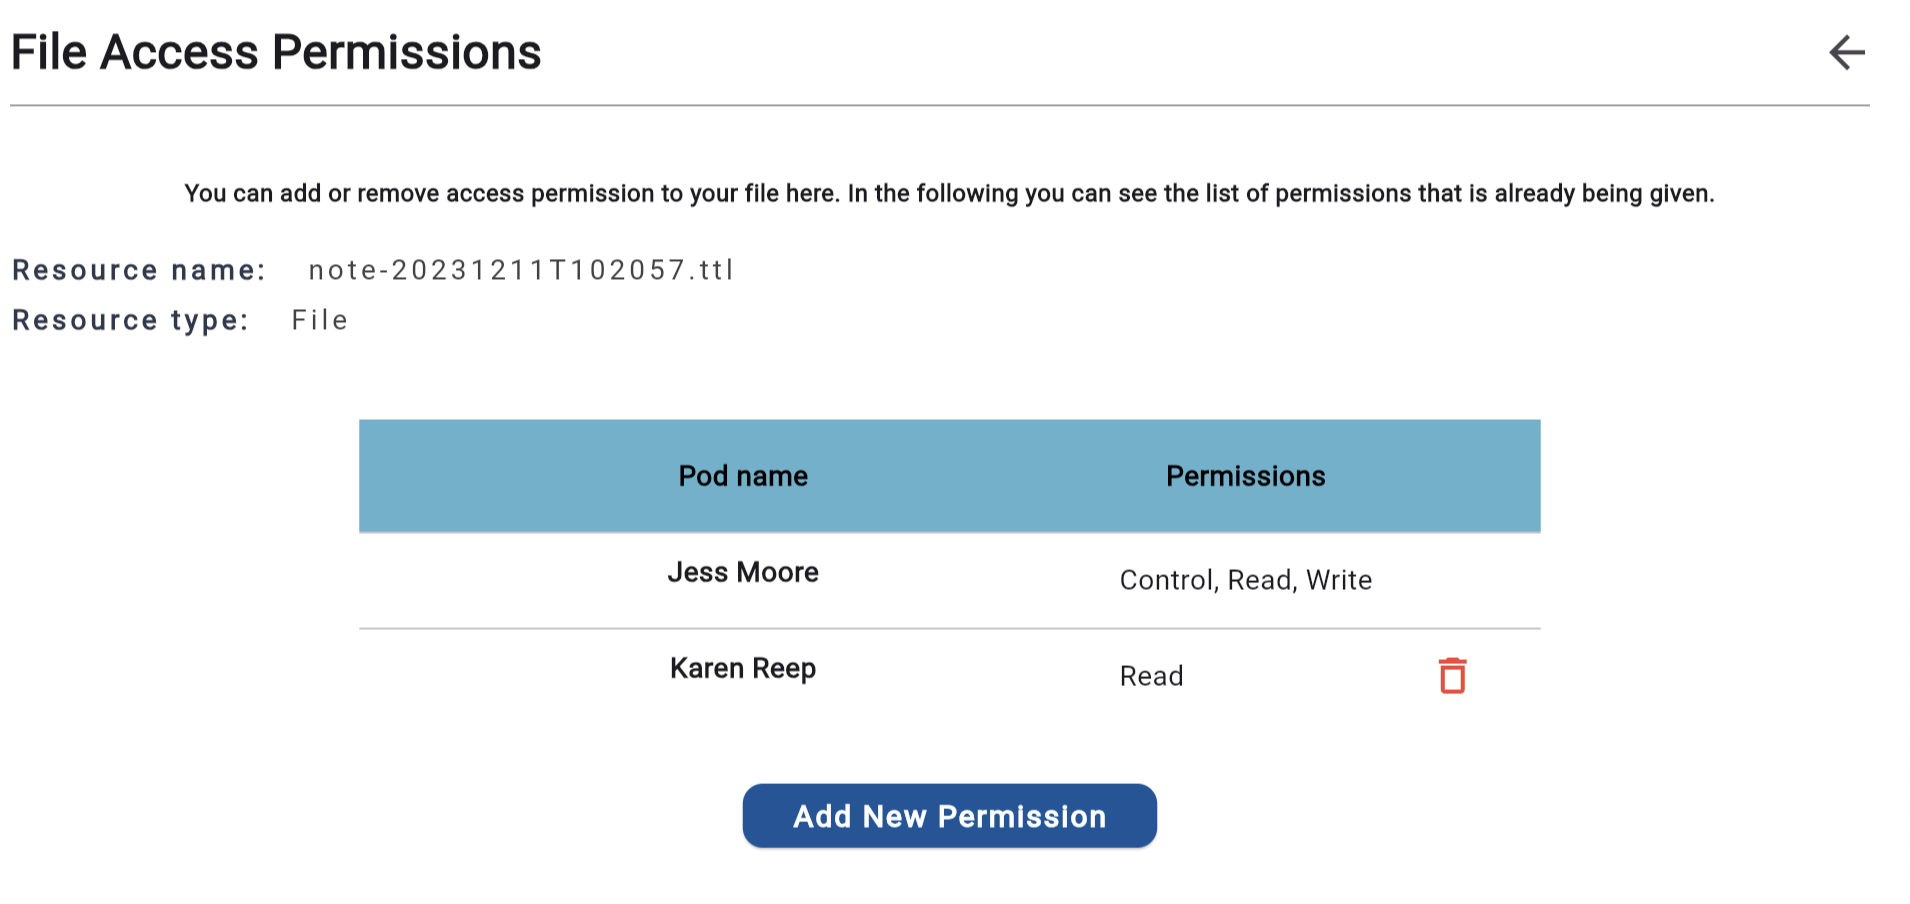 File Access Permissions
You can add or remove access permission to your file here. In the following you can see the list of permissions that is already being given.
Resource name: note-20231211T102057.ttl
Resource type: File
Pod name Permissions
Jess Moore Control, Read, Write
Karen Reep Read
Add New Permission